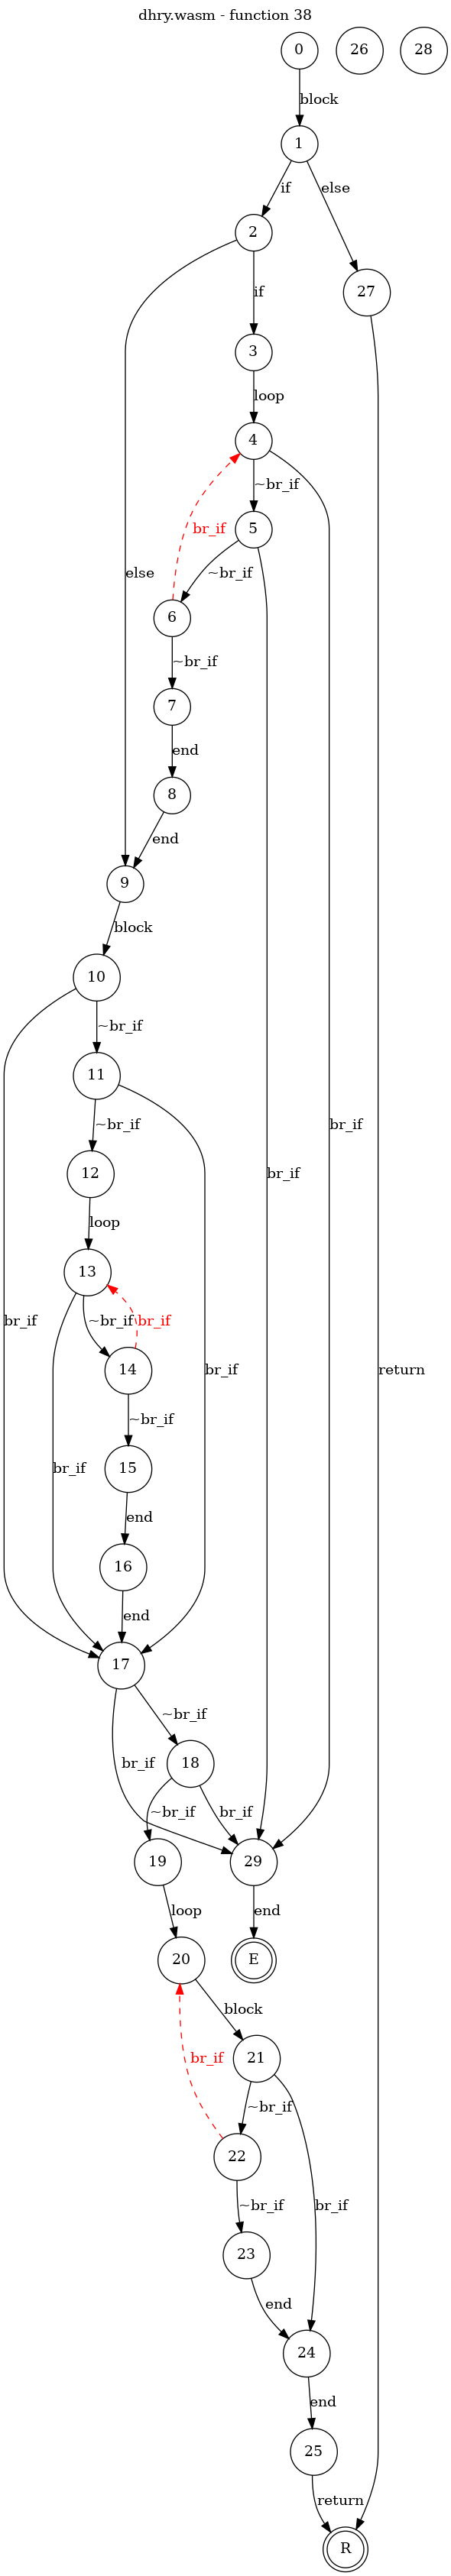 dhry.wasm - function 38
0 26 28
block
1
if else
2
27
if
3
loop
4
~br_if
5
br_if
else ~br_if
6
~br_if
7
end
8
end
9
block
10
~br_if
11
~br_if
br_if
br_if
12
loop
13
br_if ~br_if br_if
br_if
return
14
br_if ~br_if
15
end
16
end
17
~br_if
br_if 18
~br_if br_if
19 29
loop end
20 E
block
br_if 21
~br_if
22
~br_if br_if
23
end
24
end
25
return
R